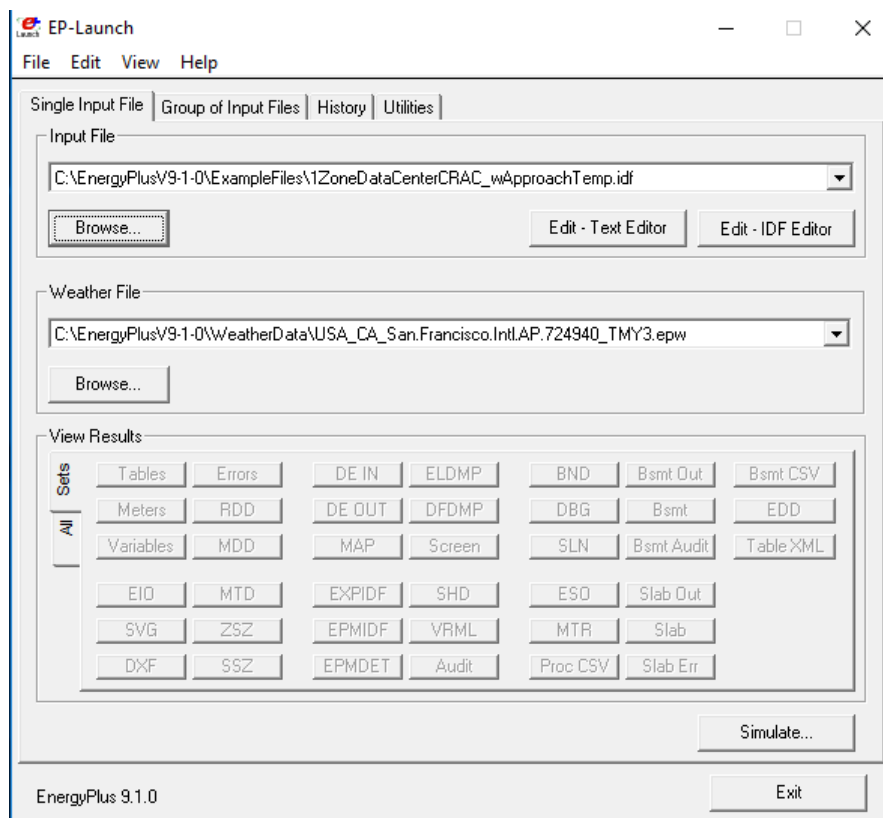 EP-Launch
File Edit View Help
Single Input File Group of Input Files History Utilities
Input File
C:\EnergyPlusV9-1-0\ExampleFiles\1ZoneDataCenterCRAC_wApproachTemp.idf
Browse... Edit - Text Editor Edit - IDF Editor
Weather File
C:\EnergyPlusV9-1-0\WeatherData\USA_CA_San.Francisco.Intl.AP.724940_TMY3.epw
Browse...
View Results
Sets
All
Tables Errors DE IN ELDMP BND Bsmt Out Bsmt CSV
Meters RDD DE OUT DFDMP DBG Bsmt EDD
Variables MDD MAP Screen SLN Bsmt Audit Table XML
EIO MTD EXPIDF SHD ESO Slab Out
SVG ZSZ EPMIDF VRML MTR Slab
DXF SSZ EPMDET Audit Proc CSV Slab Err
Simulate...
EnergyPlus 9.1.0 Exit